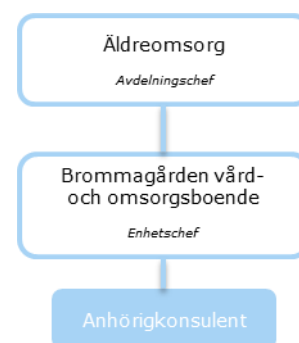 Äldreomsorg
Avdelningschef
Brommagården vård-
och omsorgsboende
Enhetschef
Anhörigkonsulent